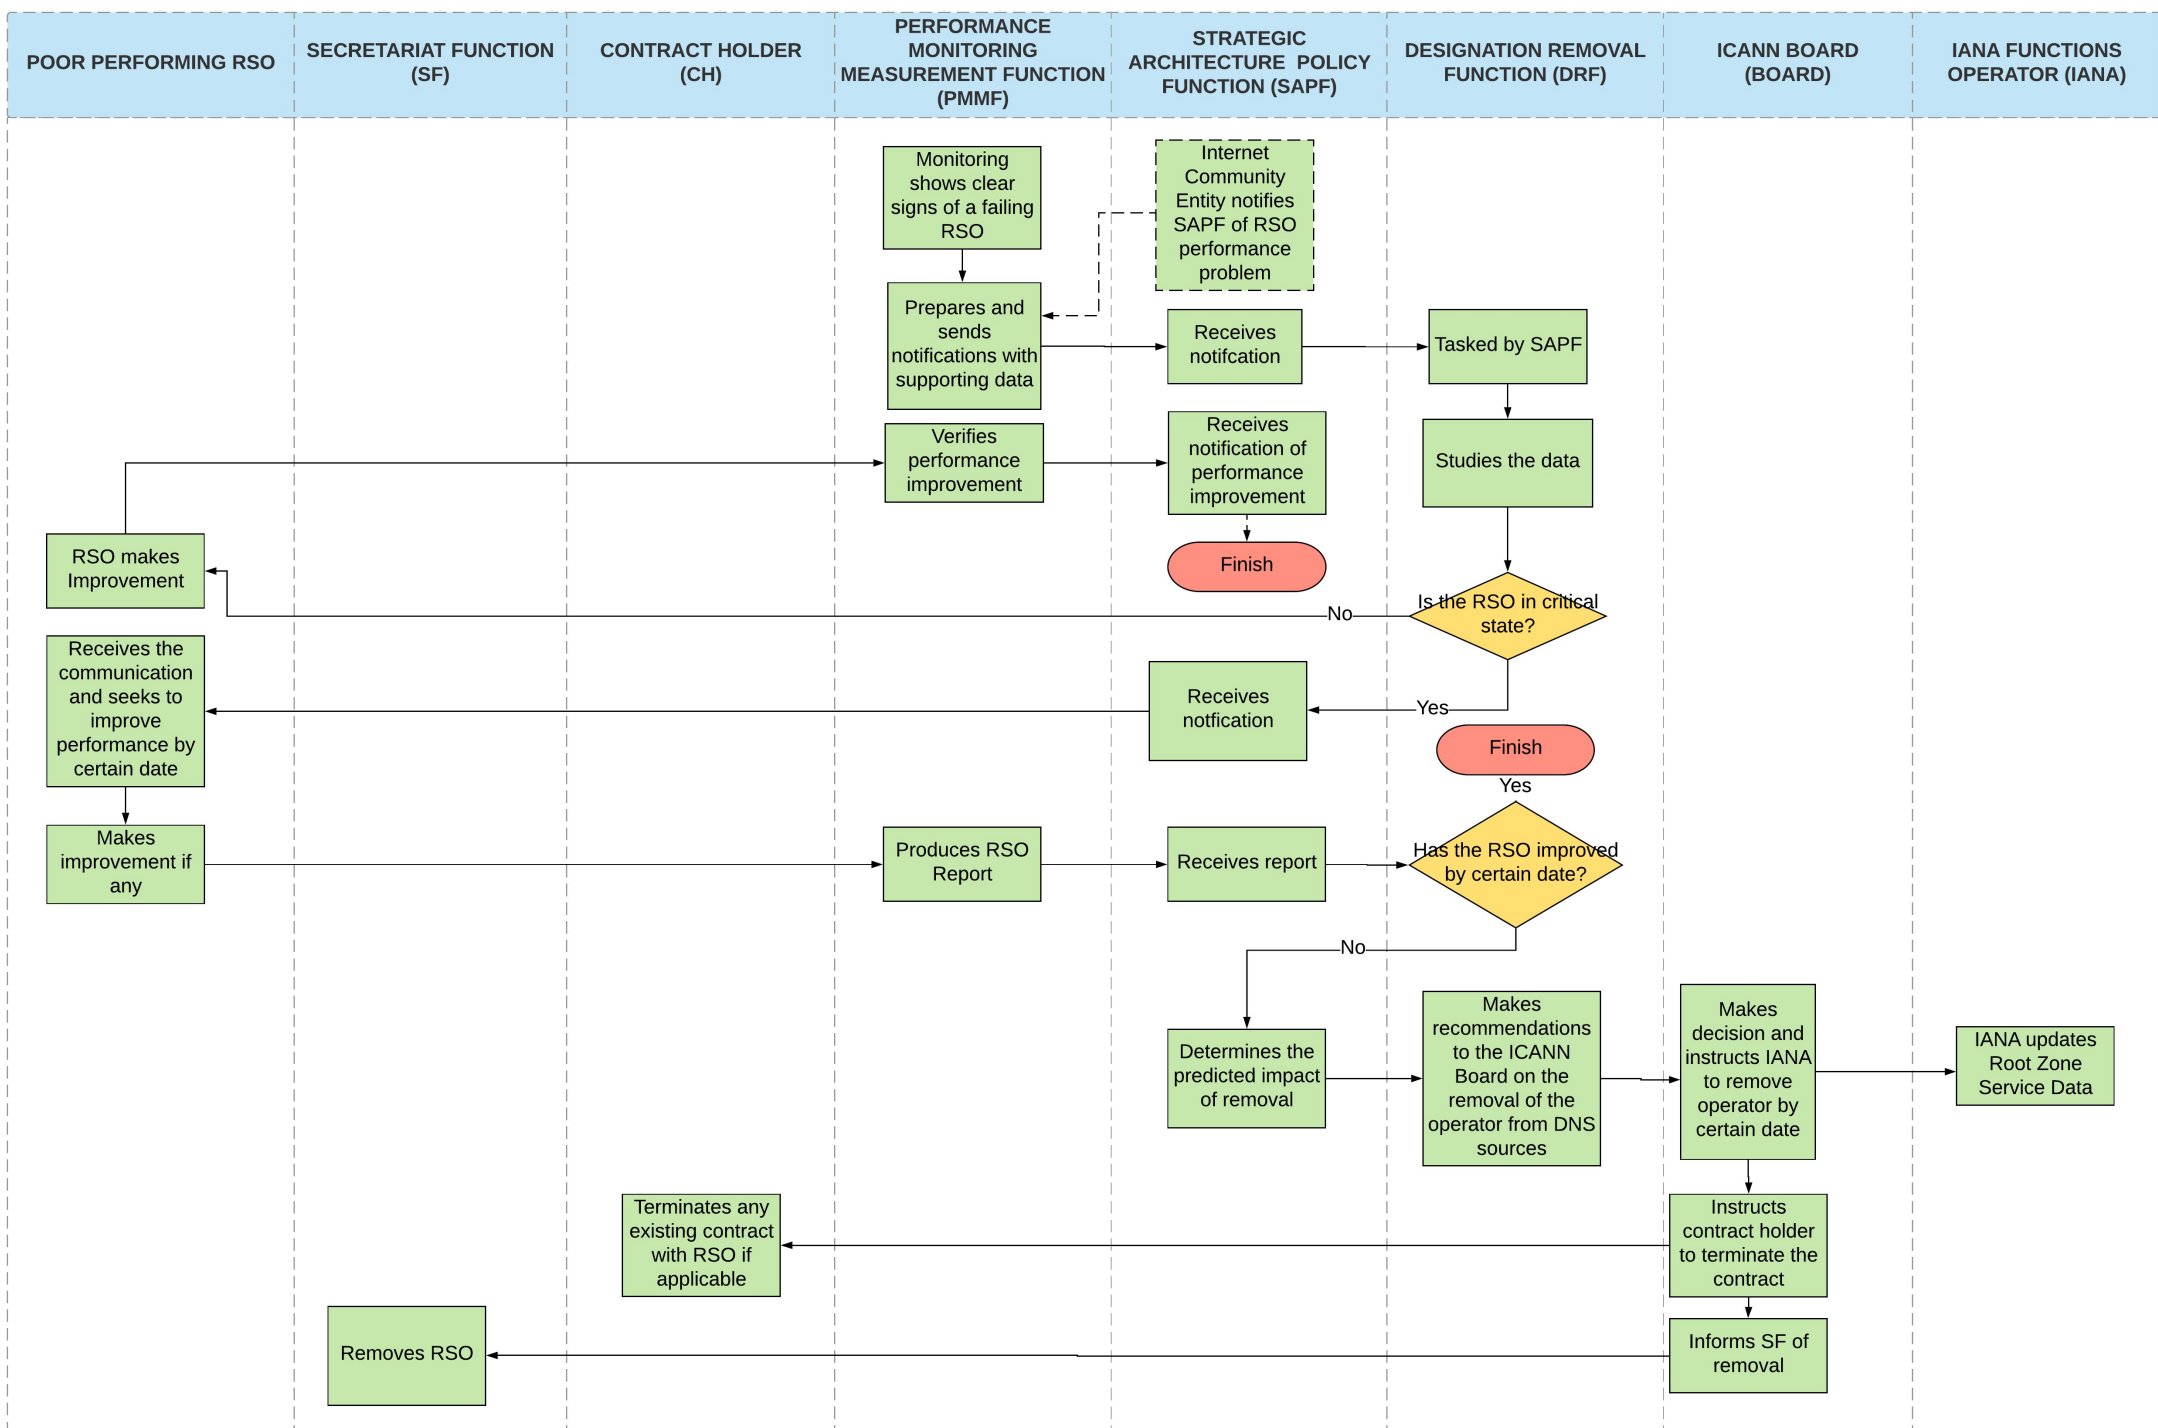 POOR PERFORMING RSO
SECRETARIAT FUNCTION
(SF)
CONTRACT HOLDER
(CH)
PERFORMANCE
MONITORING
MEASUREMENT FUNCTION
(PMMF)
STRATEGIC
ARCHITECTURE POLICY
FUNCTION (SAPF)
DESIGNATION REMOVAL
FUNCTION (DRF)
ICANN BOARD
(BOARD)
IANA FUNCTIONS
OPERATOR (IANA)
Monitoring
shows clear
signs of a failing
RSO
Internet
Community
Entity notifies
SAPF of RSO
performance
problem
Prepares and
sends
notifications with
supporting data
Receives
notifcation
Tasked by SAPF
Verifies
performance
improvement
Receives
notification of
performance
improvement
Studies the data
RSO makes
Improvement
Finish
Is the RSO in critical
state?
No
Receives the
communication
and seeks to
improve
performance by
certain date
Receives
notfication
Yes
Finish
Yes
Makes
improvement if
any
Produces RSO
Report
Receives report
Has the RSO improved
by certain date?
No
Determines the
predicted impact
of removal
Makes
recommendations
to the ICANN
Board on the
removal of the
operator from DNS
sources
Makes
decision and
instructs IANA
to remove
operator by
certain date
IANA updates
Root Zone
Service Data
Terminates any
existing contract
with RSO if
applicable
Instructs
contract holder
to terminate the
contract
Removes RSO
Informs SF of
removal